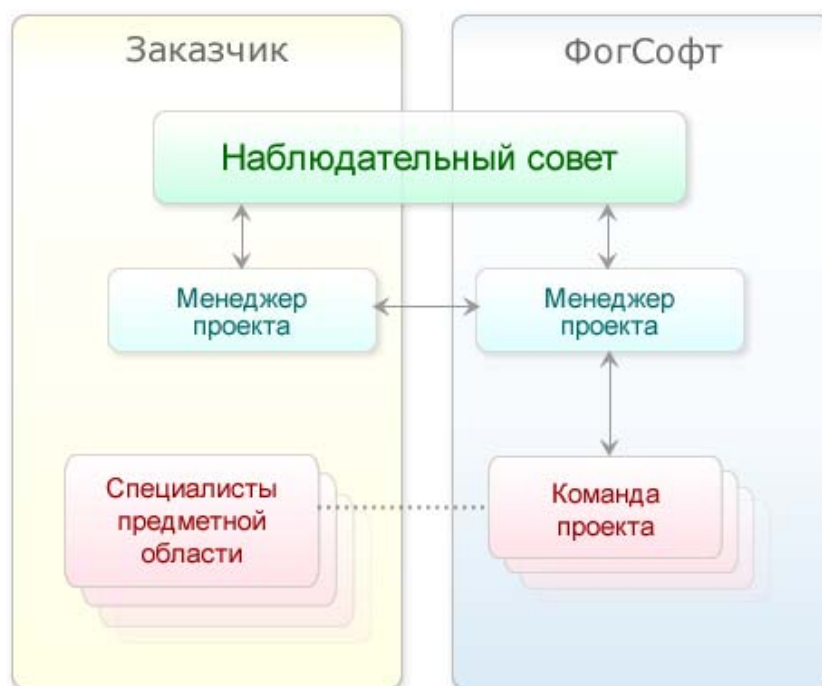 Заказчик
ФогСофт
Наблюдательный совет
Менеджер
проекта
Менеджер
проекта
Специалисты
предметной
области
Команда
проекта